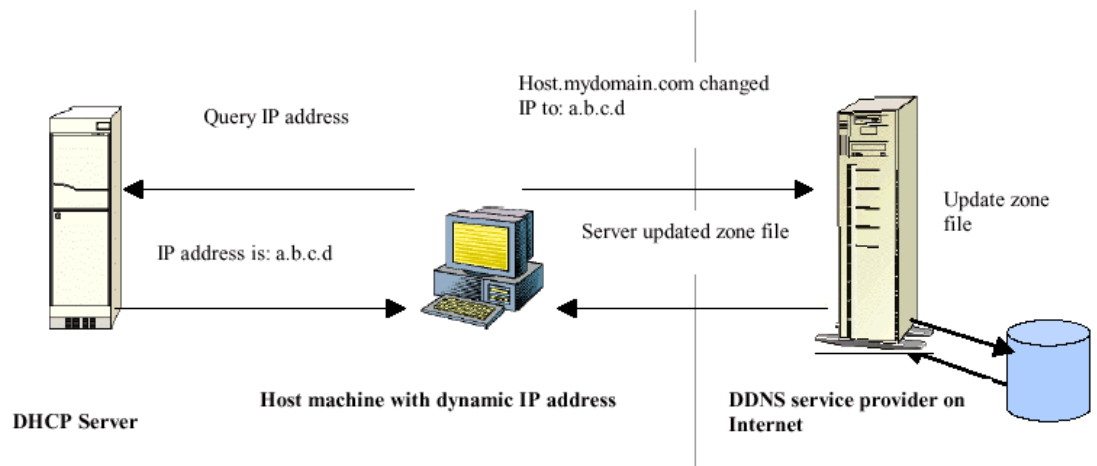 Host.mydomain.com changed
IP to: a.b.c.d
Query IP address
Update zone
file
Server updated zone file
IP address is: a.b.c.d
Host machine with dynamic IP address
DDNS service provider on
Internet
DHCP Server